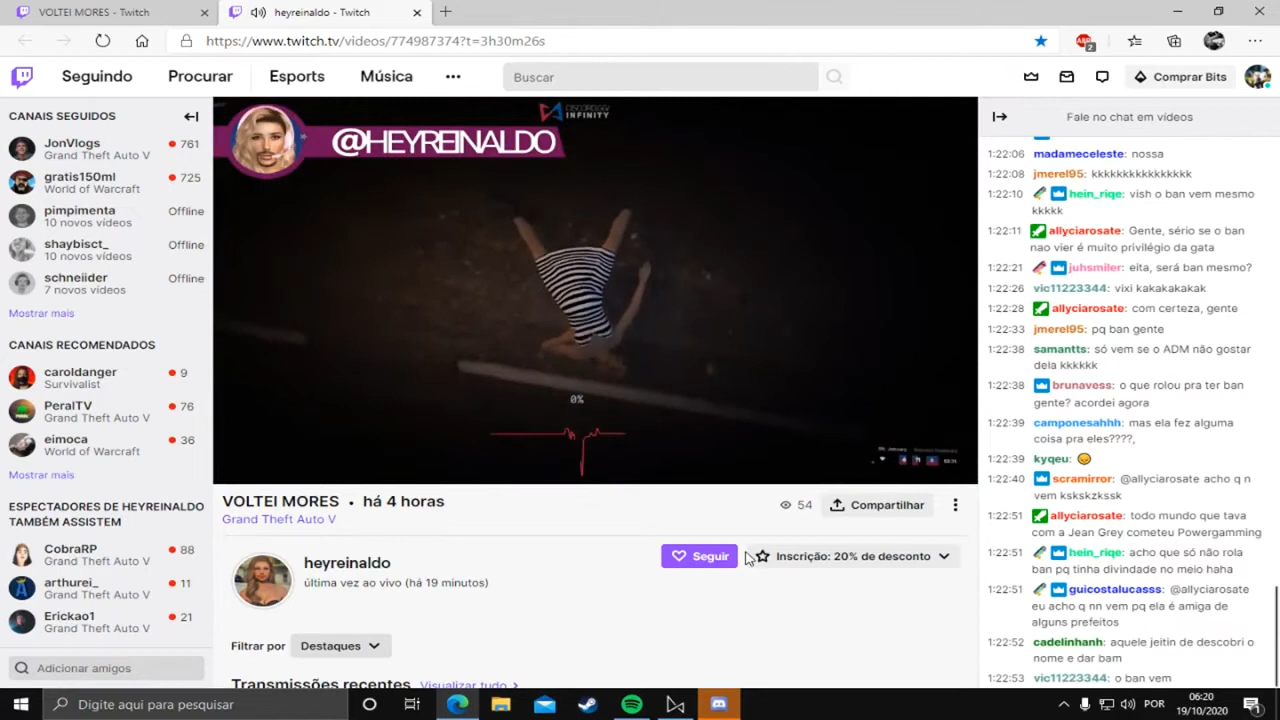 VOLTEI MORES - Twitch
heyreinaldo - Twitch
https://www.twitch.tv/videos/774987374?t=3h30m26s
2
Seguindo
Procurar
Esports
Música
Buscar
Comprar Bits
CANAIS SEGUIDOS
JonVlogs
761
Grand Theft Auto V
gratis150ml
725
World of Warcraft
pimpimenta
Offline
10 novos vídeos
shaybisct_
Offline
10 novos vídeos
schneiider
Offline
7 novos vídeos
Mostrar mais
CANAIS RECOMENDADOS
caroldanger
9
Survivalist
PeralTV
76
Grand Theft Auto V
eimoca
36
World of Warcraft
Mostrar mais
ESPECTADORES DE HEYREINALDO
TAMBÉM ASSISTEM
CobraRP
88
Grand Theft Auto V
arthurei_
11
Grand Theft Auto V
Erickao1
21
Grand Theft Auto V
Adicionar amigos
@HEYREINALDO
DISCORD.GG/
INFINITY
0%
VOLTEI MORES • há 4 horas
Grand Theft Auto V
54
Compartilhar
heyreinaldo
última vez ao vivo (há 19 minutos)
Seguir
Inscrição: 20% de desconto
Filtrar por
Destaques
Transmissões recentes
Visualizar tudo
Fale no chat em vídeos
1:22:06 madameceleste: nossa
1:22:08 jmerel95: kkkkkkkkkkkkkkkk
1:22:10 hein_riqe: vish o ban vem mesmo
kkkkk
1:22:11 allyciarosate: Gente, sério se o ban
nao vier é muito privilégio da gata
1:22:21 juhsmiler: eita, será ban mesmo?
1:22:26 vic11223344: vixi kakakakakak
1:22:28 allyciarosate: com certeza, gente
1:22:33 jmerel95: pq ban gente
1:22:38 samantts: só vem se o ADM não gostar
dela kkkkkk
1:22:38 brunavess: o que rolou pra ter ban
gente? acordei agora
1:22:39 camponesahhh: mas ela fez alguma
coisa pra eles????,
1:22:39 kyqeu:
1:22:40 scramirror: @allyciarosate acho q n
vem kskskzkssk
1:22:51 allyciarosate: todo mundo que tava
com a Jean Grey cometeu Powergamming
1:22:51 hein_riqe: acho que só não rola
ban pq tinha divindade no meio haha
1:22:51 guicostalucasss: @allyciarosate
eu acho q nn vem pq ela é amiga de
alguns prefeitos
1:22:52 cadelinhanh: aquele jeitin de descobri o
nome e dar bam
1:22:53 vic11223344: o ban vem
Digite aqui para pesquisar
POR
06:20
19/10/2020
1